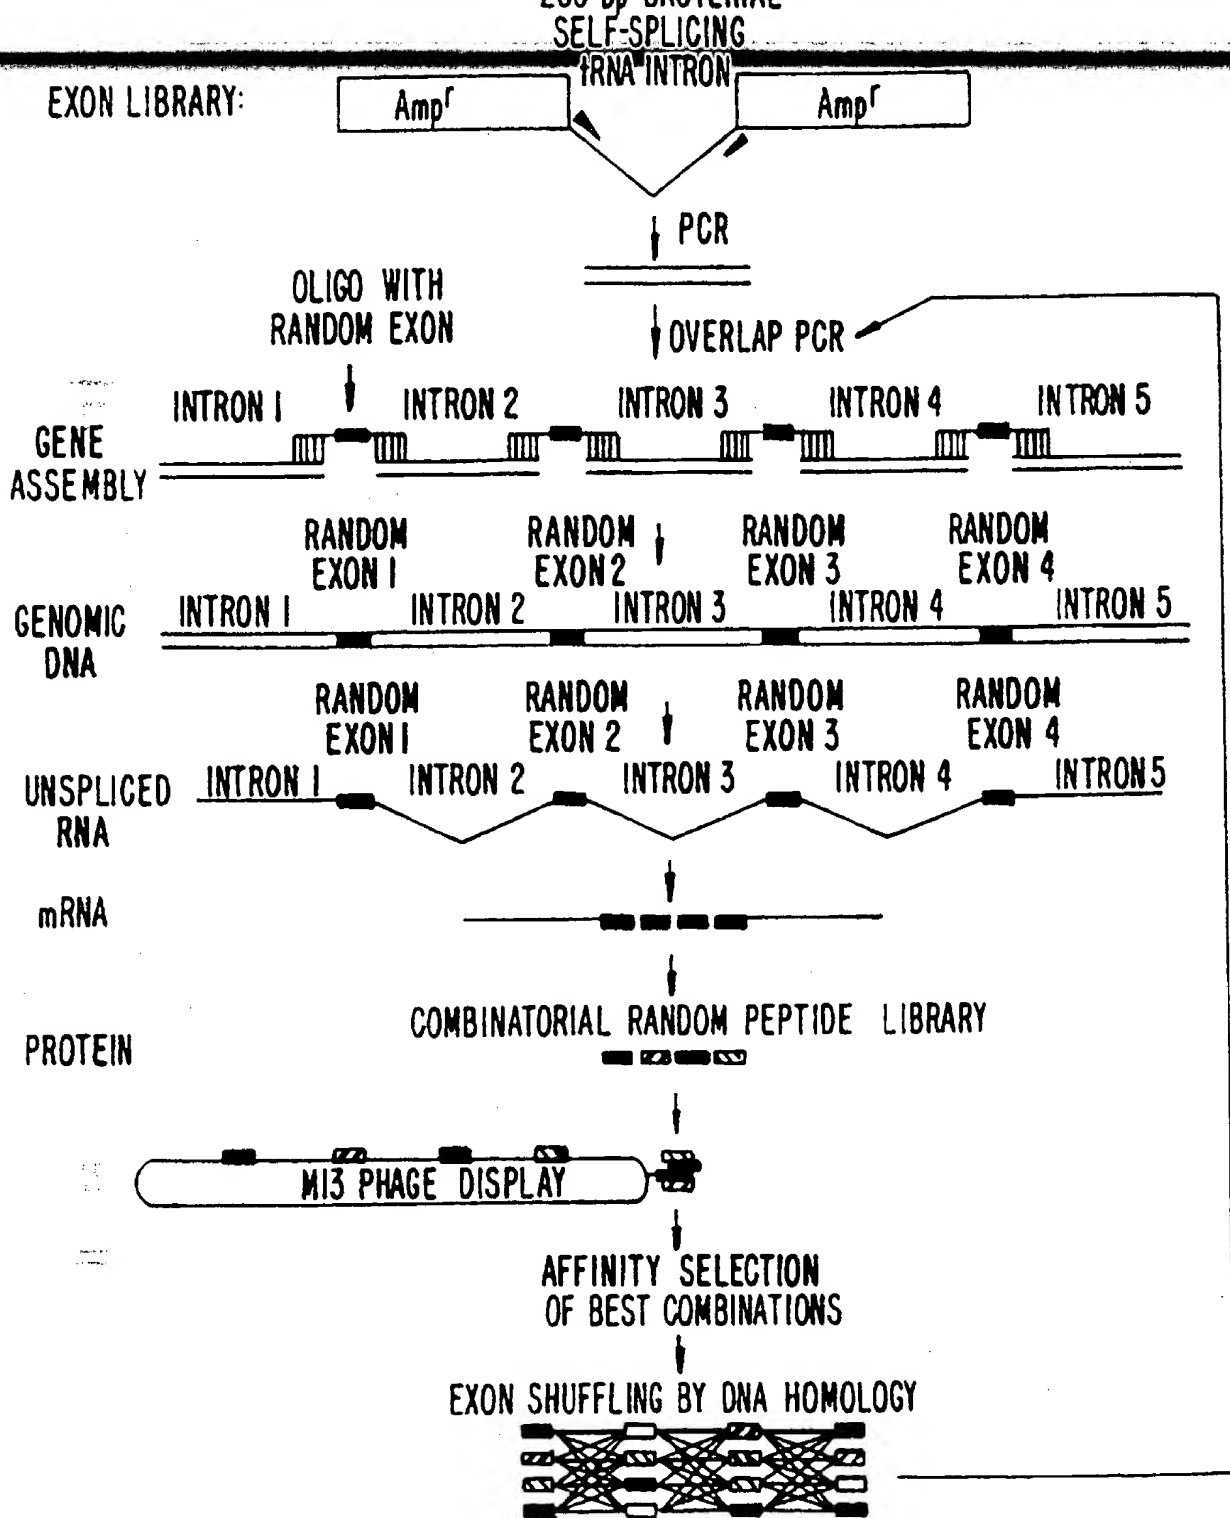 SELF-SPLICING
tRNA INTRON
EXON LIBRARY:
Ampr
Ampr
PCR
OLIGO WITH
RANDOM EXON
OVERLAP PCR
INTRON 1
INTRON 2
INTRON 3
INTRON 4
INTRON 5
GENE
ASSEMBLY
RANDOM
EXON 1
RANDOM
EXON 2
RANDOM
EXON 3
RANDOM
EXON 4
GENOMIC
DNA
INTRON 1
INTRON 2
INTRON 3
INTRON 4
INTRON 5
RANDOM
EXON 1
RANDOM
EXON 2
RANDOM
EXON 3
RANDOM
EXON 4
UNSPLICED
RNA
INTRON 1
INTRON 2
INTRON 3
INTRON 4
INTRON 5
mRNA
COMBINATORIAL RANDOM PEPTIDE LIBRARY
PROTEIN
M13 PHAGE DISPLAY
AFFINITY SELECTION
OF BEST COMBINATIONS
EXON SHUFFLING BY DNA HOMOLOGY